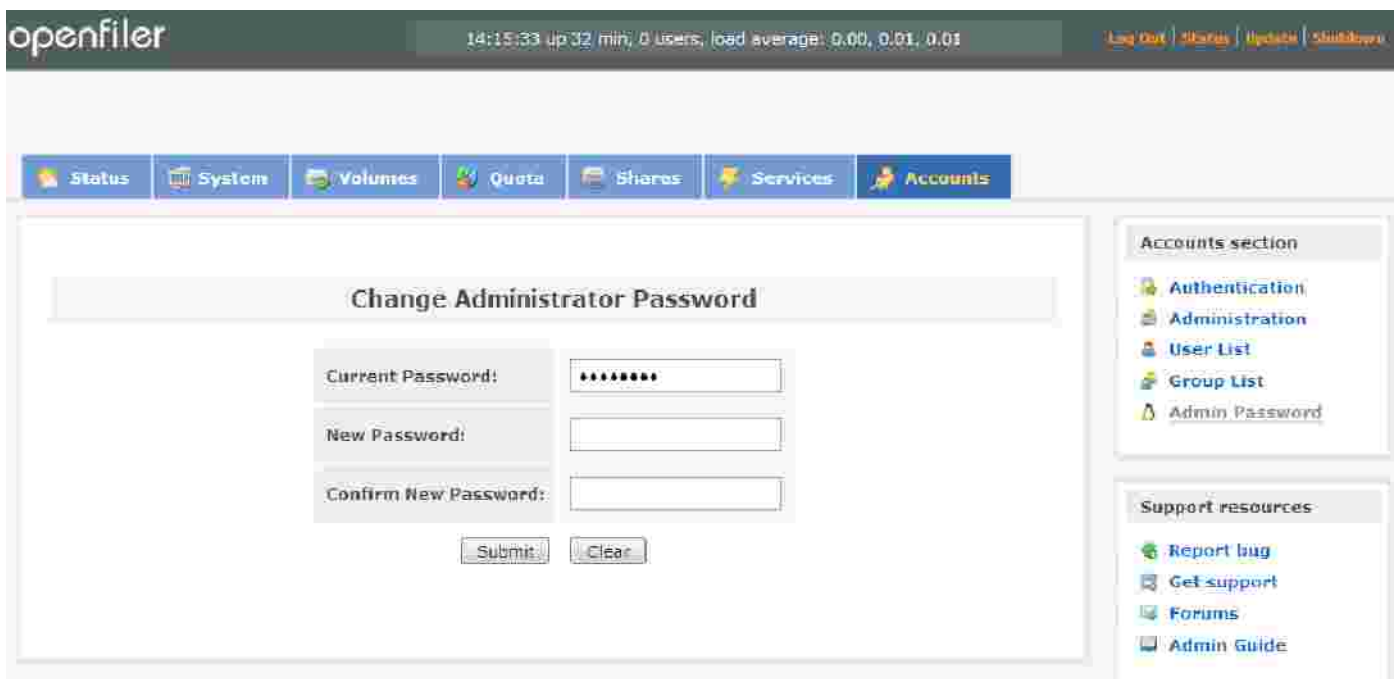 openfiler
14:15:33 up 32 min, 0 users, load average: 0.00, 0.01, 0.01
Log Out | Status | Update | Shutdown
Status
System
Volumes
Quota
Shares
Services
Accounts
Change Administrator Password
Current Password: ••••••••
New Password:
Confirm New Password:
Submit
Clear
Accounts section
Authentication
Administration
User List
Group List
Admin Password
Support resources
Report bug
Get support
Forums
Admin Guide